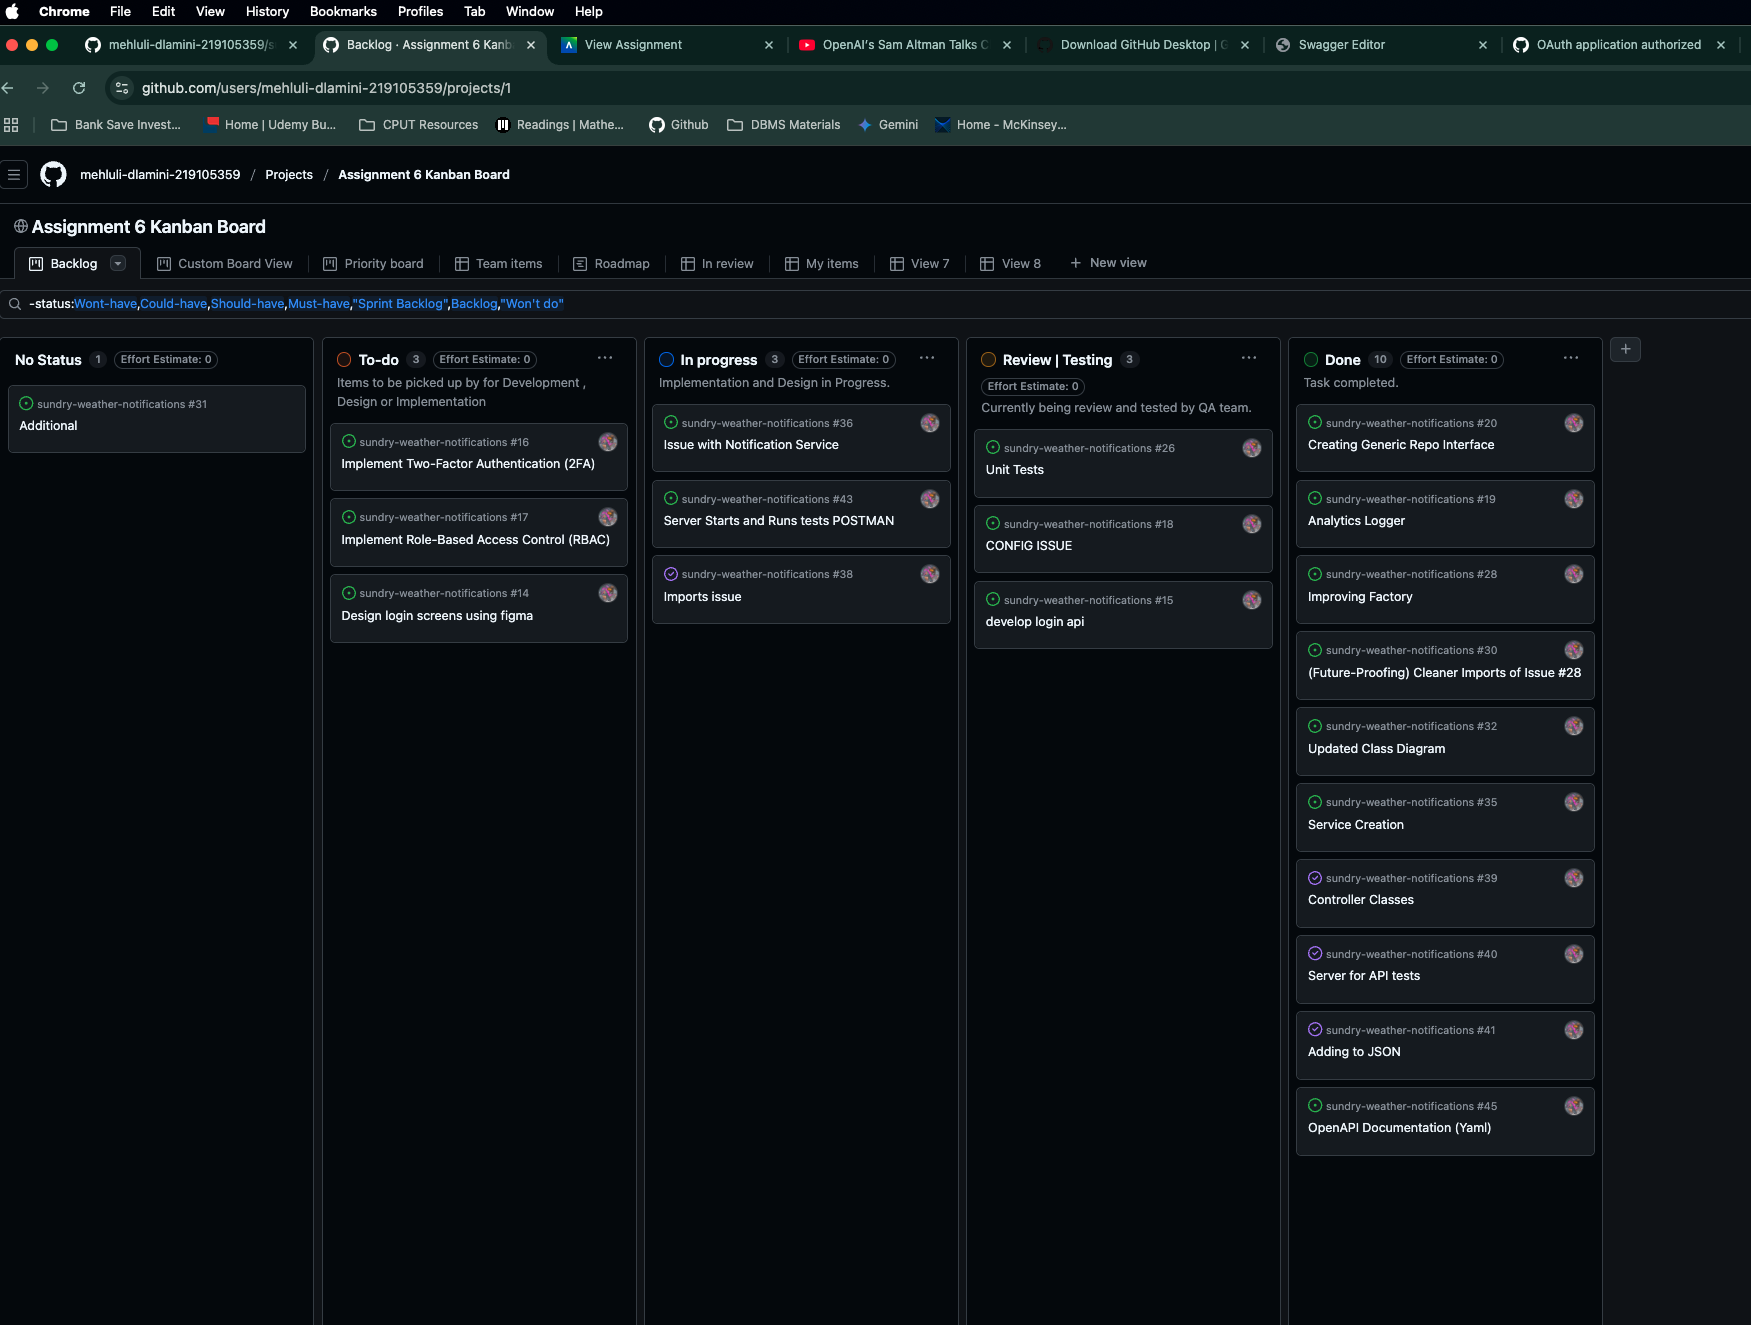 Chrome File Edit View History Bookmarks Profiles Tab Window Help
mehluli-dlamini-219105359/s
Backlog · Assignment 6 Kanb
View Assignment
OpenAI's Sam Altman Talks C
Download GitHub Desktop | G
Swagger Editor
OAuth application authorized
github.com/users/mehluli-dlamini-219105359/projects/1
Bank Save Invest...
Home | Udemy Bu...
CPUT Resources
Readings | Mathe...
Github
DBMS Materials
Gemini
Home - McKinsey...
mehluli-dlamini-219105359 / Projects / Assignment 6 Kanban Board
Assignment 6 Kanban Board
Backlog
Custom Board View
Priority board
Team items
Roadmap
In review
My items
View 7
View 8
+ New view
-status:Wont-have,Could-have,Should-have,Must-have,"Sprint Backlog",Backlog,"Won't do"
No Status 1 Effort Estimate: 0
sundry-weather-notifications #31
Additional
To-do 3 Effort Estimate: 0
Items to be picked up by for Development ,
Design or Implementation
sundry-weather-notifications #16
Implement Two-Factor Authentication (2FA)
sundry-weather-notifications #17
Implement Role-Based Access Control (RBAC)
sundry-weather-notifications #14
Design login screens using figma
In progress 3 Effort Estimate: 0
Implementation and Design in Progress.
sundry-weather-notifications #36
Issue with Notification Service
sundry-weather-notifications #43
Server Starts and Runs tests POSTMAN
sundry-weather-notifications #38
Imports issue
Review | Testing 3
Effort Estimate: 0
Currently being review and tested by QA team.
sundry-weather-notifications #26
Unit Tests
sundry-weather-notifications #18
CONFIG ISSUE
sundry-weather-notifications #15
develop login api
Done 10 Effort Estimate: 0
Task completed.
sundry-weather-notifications #20
Creating Generic Repo Interface
sundry-weather-notifications #19
Analytics Logger
sundry-weather-notifications #28
Improving Factory
sundry-weather-notifications #30
(Future-Proofing) Cleaner Imports of Issue #28
sundry-weather-notifications #32
Updated Class Diagram
sundry-weather-notifications #35
Service Creation
sundry-weather-notifications #39
Controller Classes
sundry-weather-notifications #40
Server for API tests
sundry-weather-notifications #41
Adding to JSON
sundry-weather-notifications #45
OpenAPI Documentation (Yaml)